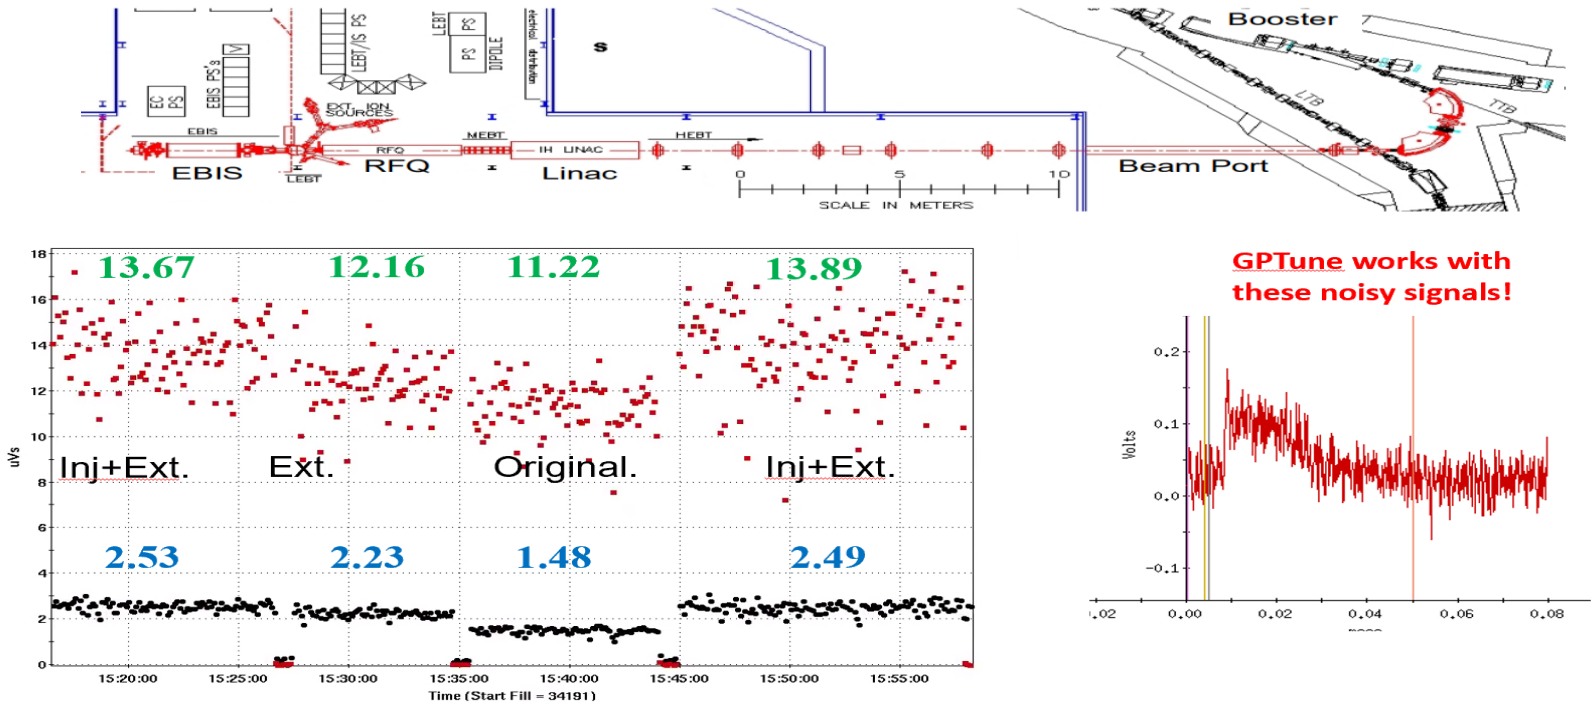 Booster
EC
PS
EBIS PS's
V
LEBT/IS PS
LEBT
PS
PS
DIPOLE
electrical distribution
S
EXT. ION
SOURCES
LTB
TTB
EBIS
MEBT
HEBT
RFQ
IH LINAC
EBIS
LEBT
RFQ
Linac
Beam Port
0
5
10
SCALE IN METERS
18
16
14
12
10
8
6
4
2
0
uVs
13.67
12.16
11.22
13.89
Inj+Ext.
Ext.
Original.
Inj+Ext.
2.53
2.23
1.48
2.49
15:20:00
15:25:00
15:30:00
15:35:00
15:40:00
15:45:00
15:50:00
15:55:00
Time (Start Fill = 34191)
GPTune works with
these noisy signals!
0.2
0.1
0.0
-0.1
Volts
.02
0.00
0.02
0.04
0.06
0.08